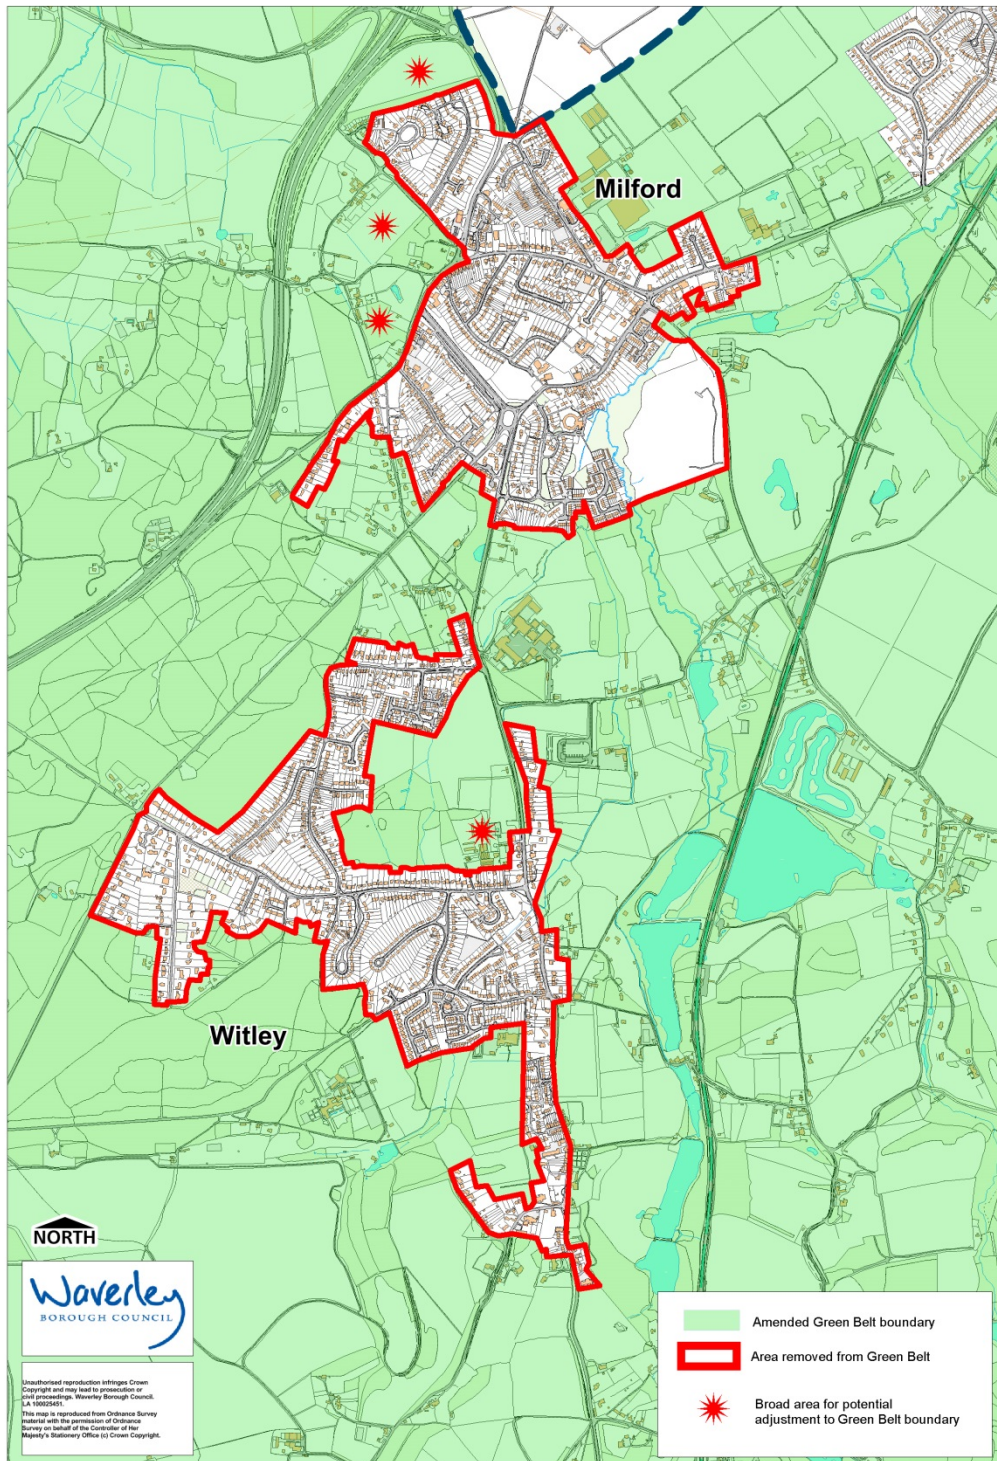 Milford
Witley
NORTH
Waverley
BOROUGH COUNCIL
Unauthorised reproduction infringes Crown
Copyright and may lead to prosecution or
civil proceedings. Waverley Borough Council.
LA 100025451.
This map is reproduced from Ordnance Survey
material with the permission of Ordnance
Survey on behalf of the Controller of Her
Majesty's Stationery Office (c) Crown Copyright.
Amended Green Belt boundary
Area removed from Green Belt
Broad area for potential
adjustment to Green Belt boundary